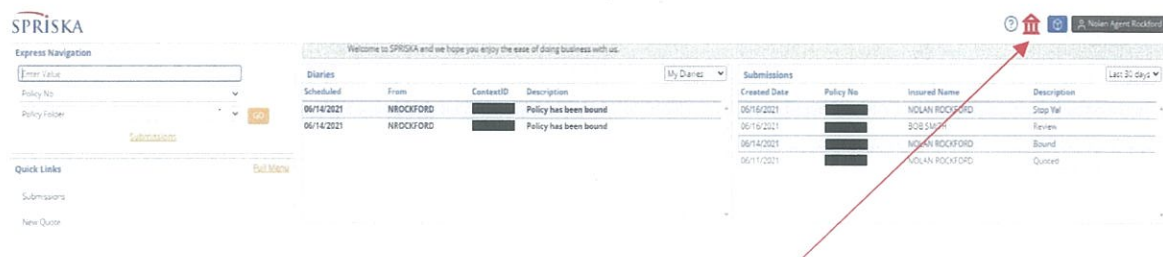 SPRISKA
Nolan Agent Rockford
Express Navigation
Welcome to SPRISKA and we hope you enjoy the ease of doing business with us.
Enter Value
Policy No
Policy Folder
GO
Submissions
Quick Links
Full Menu
Submissions
New Quote
Diaries
My Diaries
Scheduled From ContextID Description
06/14/2021 NROCKFORD Policy has been bound
06/14/2021 NROCKFORD Policy has been bound
Submissions
Last 30 days
Created Date Policy No Insured Name Description
06/16/2021 NOLAN ROCKFORD Stop Val
06/16/2021 BOB SMITH Review
06/14/2021 NOLAN ROCKFORD Bound
06/11/2021 NOLAN ROCKFORD Quoted